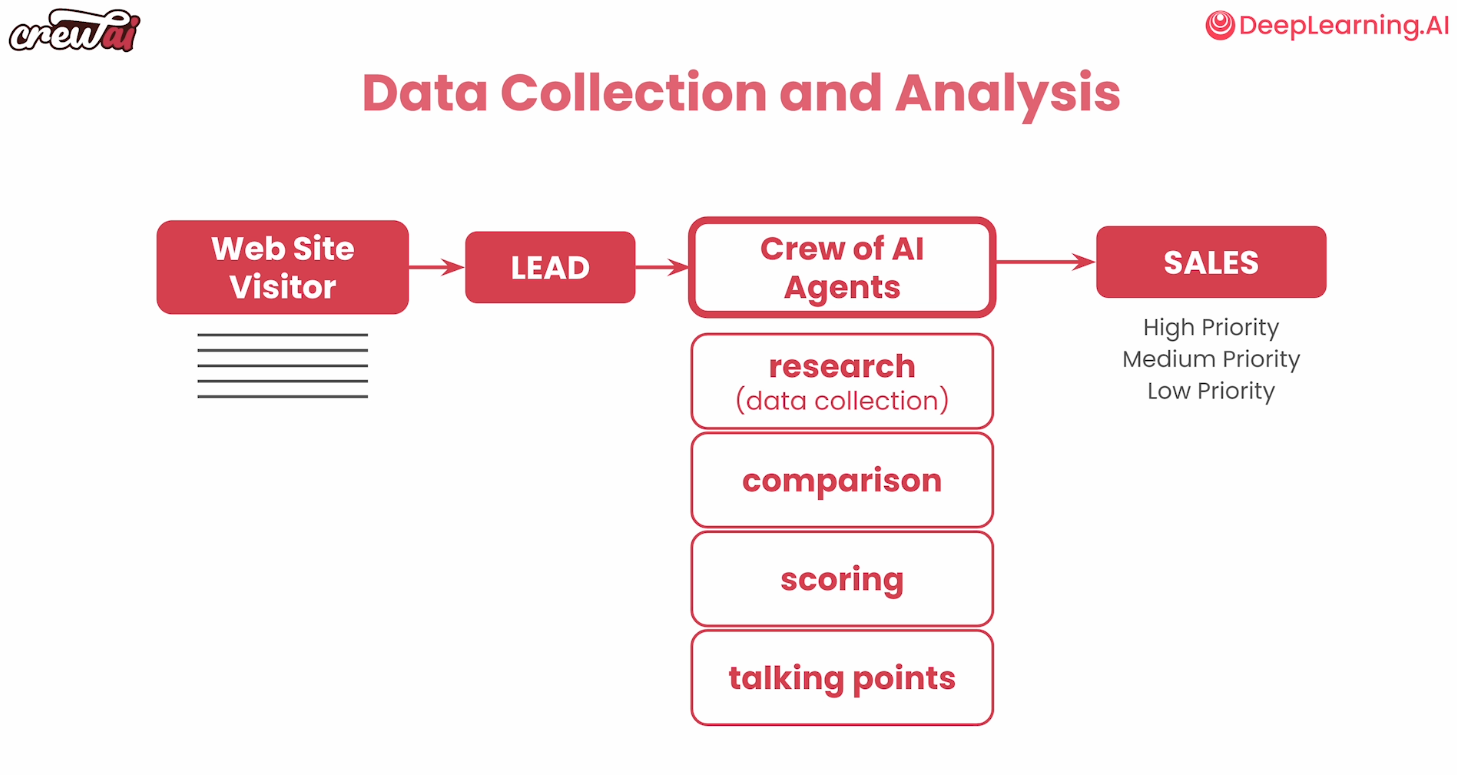 crewai
DeepLearning.AI
Data Collection and Analysis
Web Site
Visitor
LEAD
Crew of AI
Agents
SALES
High Priority
Medium Priority
Low Priority
research
(data collection)
comparison
scoring
talking points